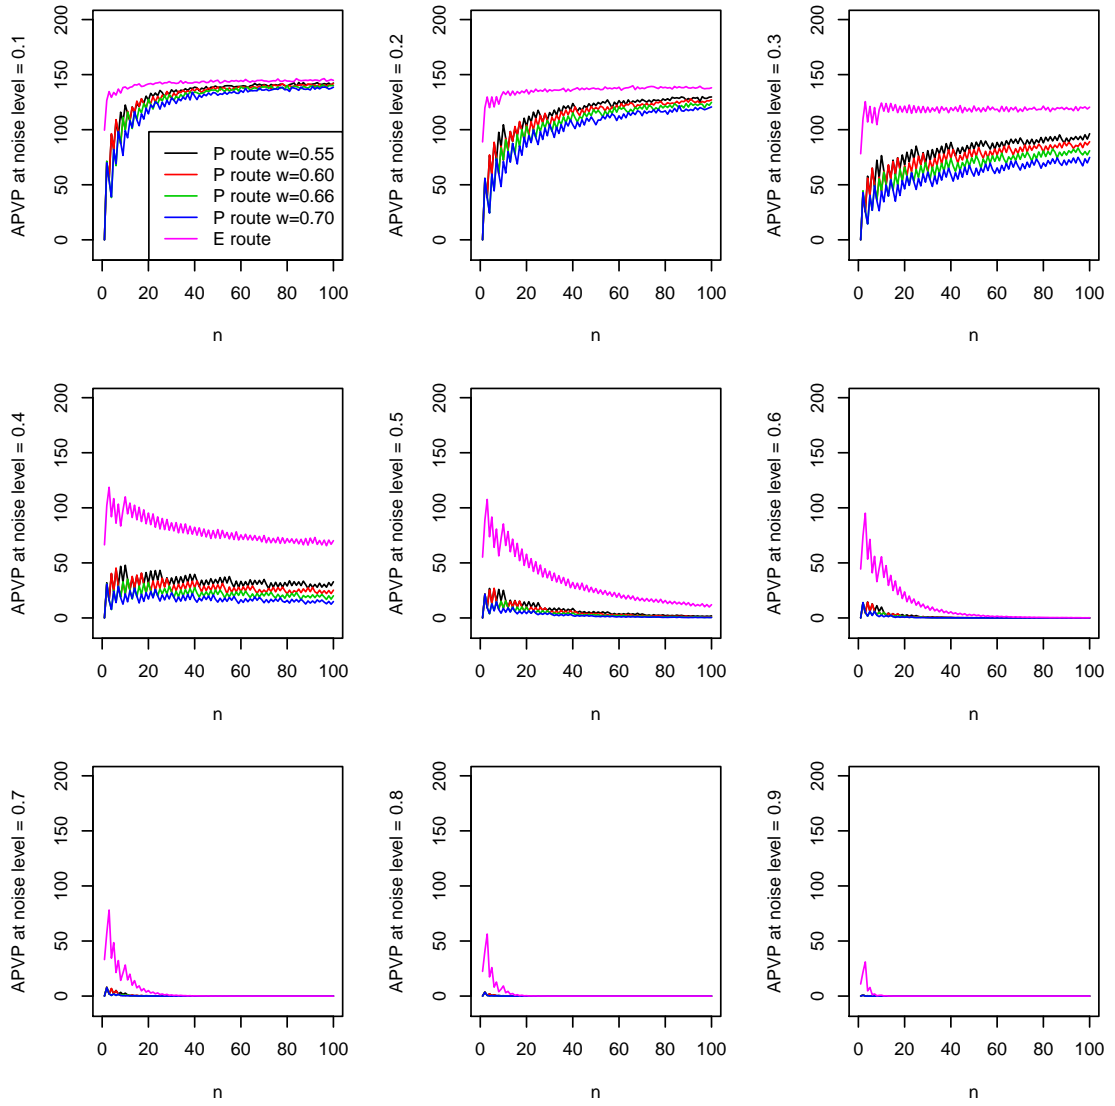 APVP at noise level = 0.1
200
150
100
50
0
P route w=0.55
P route w=0.60
P route w=0.66
P route w=0.70
E route
0 20 40 60 80 100
n
APVP at noise level = 0.2
200
150
100
50
0
0 20 40 60 80 100
n
APVP at noise level = 0.3
200
150
100
50
0
0 20 40 60 80 100
n
APVP at noise level = 0.4
200
150
100
50
0
0 20 40 60 80 100
n
APVP at noise level = 0.5
200
150
100
50
0
0 20 40 60 80 100
n
APVP at noise level = 0.6
200
150
100
50
0
0 20 40 60 80 100
n
APVP at noise level = 0.7
200
150
100
50
0
0 20 40 60 80 100
n
APVP at noise level = 0.8
200
150
100
50
0
0 20 40 60 80 100
n
APVP at noise level = 0.9
200
150
100
50
0
0 20 40 60 80 100
n